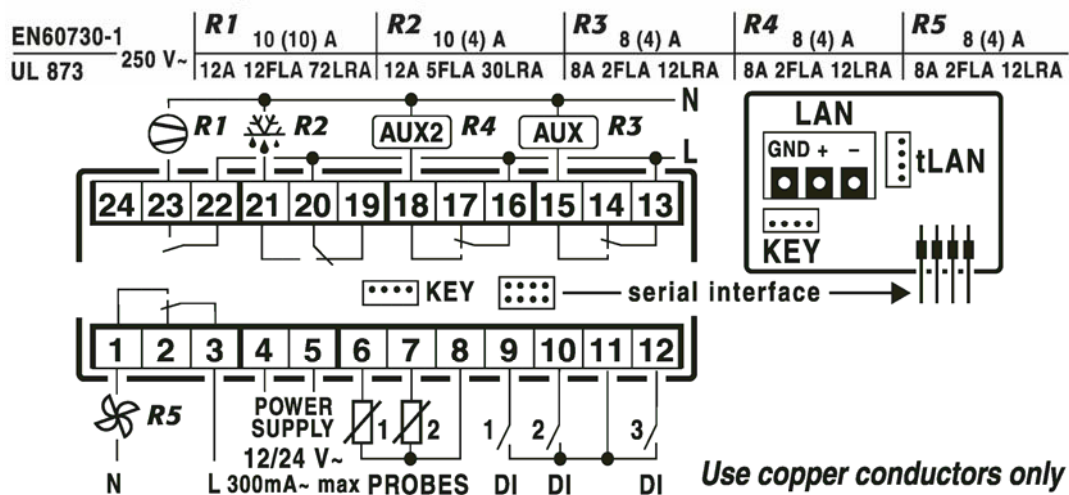 EN60730-1
UL 873
250 V~
R1 10 (10) A
12A 12FLA 72LRA
R2 10 (4) A
12A 5FLA 30LRA
R3 8 (4) A
8A 2FLA 12LRA
R4 8 (4) A
8A 2FLA 12LRA
R5 8 (4) A
8A 2FLA 12LRA
N
R1 R2 AUX2 R4 AUX R3
L
24 23 22 21 20 19 18 17 16 15 14 13
LAN
GND + -
tLAN
KEY
KEY serial interface
1 2 3 4 5 6 7 8 9 10 11 12
R5
POWER
SUPPLY
12/24 V~
300mA~ max
1 2 1 2 3
N L PROBES DI DI DI
Use copper conductors only